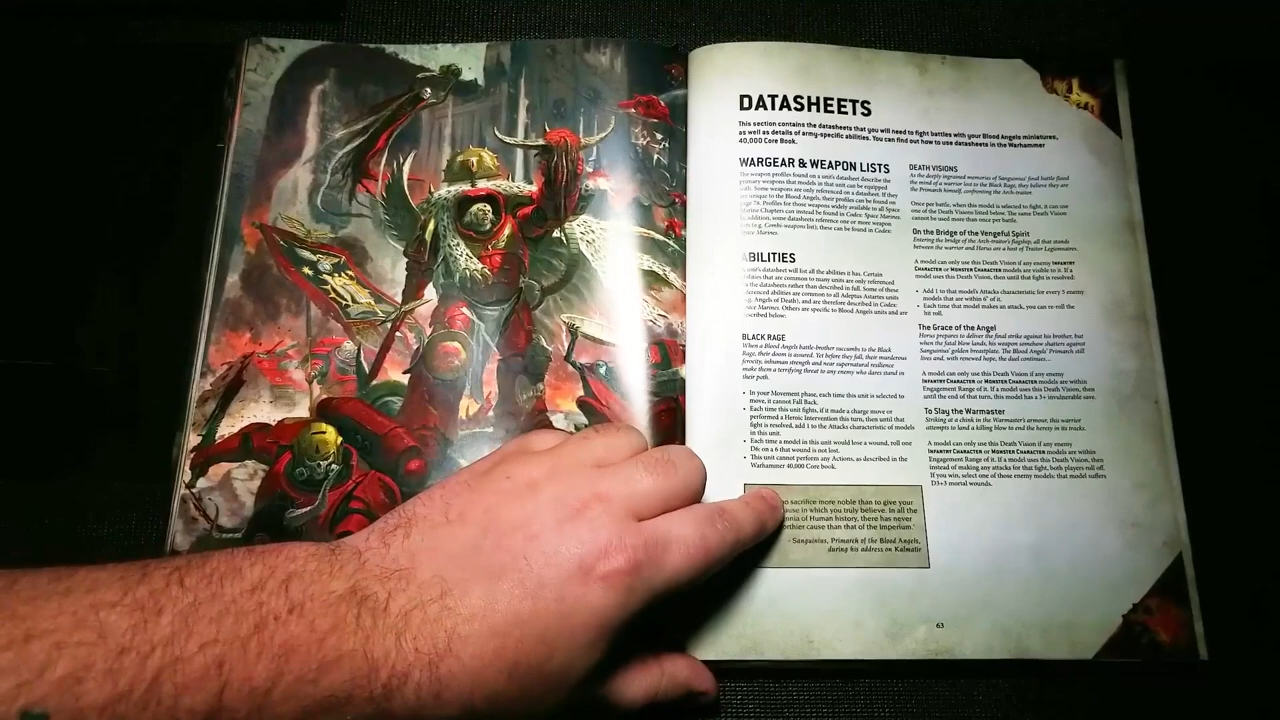 DATASHEETS
This section contains the datasheets that you will need to fight battles with your Blood Angels miniatures,
as well as details of army-specific abilities. You can find out how to use datasheets in the Warhammer
40,000 Core Book.
WARGEAR & WEAPON LISTS
The weapon profiles found on a unit's datasheet describe the
primary weapons that models in that unit can be equipped
with. Some weapons are only referenced on a datasheet. If they
are unique to the Blood Angels, their profiles can be found on
Profiles for those weapons widely available to all Space
Marine Chapters can instead be found in Codex: Space Marines.
addition, some datasheets reference one or more weapon
(e.g. Combi-weapons list); these can be found in Codex:
Space Marines.
ABILITIES
unit's datasheet will list all the abilities it has. Certain
that are common to many units are only referenced
the datasheets rather than described in full. Some of these
abilities are common to all Adeptus Astartes units
Angels of Death), and are therefore described in Codex:
Space Marines. Others are specific to Blood Angels units and are
below:
BLACK RAGE
When a Blood Angels battle-brother succumbs to the Black
Rage, their doom is assured. Yet before they fall, their murderous
ferocity, inhuman strength and near supernatural resilience
make them a terrifying threat to any enemy who dares stand in
their path.
• In your Movement phase, each time this unit is selected to
move, it cannot Fall Back.
• Each time this unit fights, if it made a charge move or
performed a Heroic Intervention this turn, then until that
fight is resolved, add 1 to the Attacks characteristic of models
in this unit.
• Each time a model in this unit would lose a wound, roll one
D6: on a 6 that wound is not lost.
• This unit cannot perform any Actions, as described in the
Warhammer 40,000 Core book.
sacrifice more noble than to give your
in which you truly believe. In all the
of Human history, there has never
cause than that of the Imperium.'
- Sanguinius, Primarch of the Blood Angels,
during his address on Kalmatie
DEATH VISIONS
As the deeply ingrained memories of Sanguinius' final battle flood
the mind of a warrior lost to the Black Rage, they believe they are
the Primarch himself, confronting the Arch-traitor.
Once per battle, when this model is selected to fight, it can use
one of the Death Visions listed below. The same Death Vision
cannot be used more than once per battle.
On the Bridge of the Vengeful Spirit
Entering the bridge of the Arch-traitor's flagship, all that stands
between the warrior and Horus are a host of Traitor Legionnaires.
A model can only use this Death Vision if any enemy INFANTRY
CHARACTER or MONSTER CHARACTER models are visible to it. If a
model uses this Death Vision, then until that fight is resolved:
• Add 1 to that model's Attacks characteristic for every 5 enemy
models that are within 6" of it.
• Each time that model makes an attack, you can re-roll the
hit roll.
The Grace of the Angel
Horus prepares to deliver the final strike against his brother, but
when the fatal blow lands, his weapon somehow shatters against
Sanguinius' golden breastplate. The Blood Angels' Primarch still
lives and, with renewed hope, the duel continues...
A model can only use this Death Vision if any enemy
INFANTRY CHARACTER or MONSTER CHARACTER models are within
Engagement Range of it. If a model uses this Death Vision, then
until the end of that turn, this model has a 3+ invulnerable save.
To Slay the Warmaster
Striking at a chink in the Warmaster's armour, this warrior
attempts to land a killing blow to end the heresy in its tracks.
A model can only use this Death Vision if any enemy
INFANTRY CHARACTER or MONSTER CHARACTER models are within
Engagement Range of it. If a model uses this Death Vision, then
instead of making any attacks for that fight, both players roll off.
If you win, select one of those enemy models: that model suffers
D3+3 mortal wounds.
63